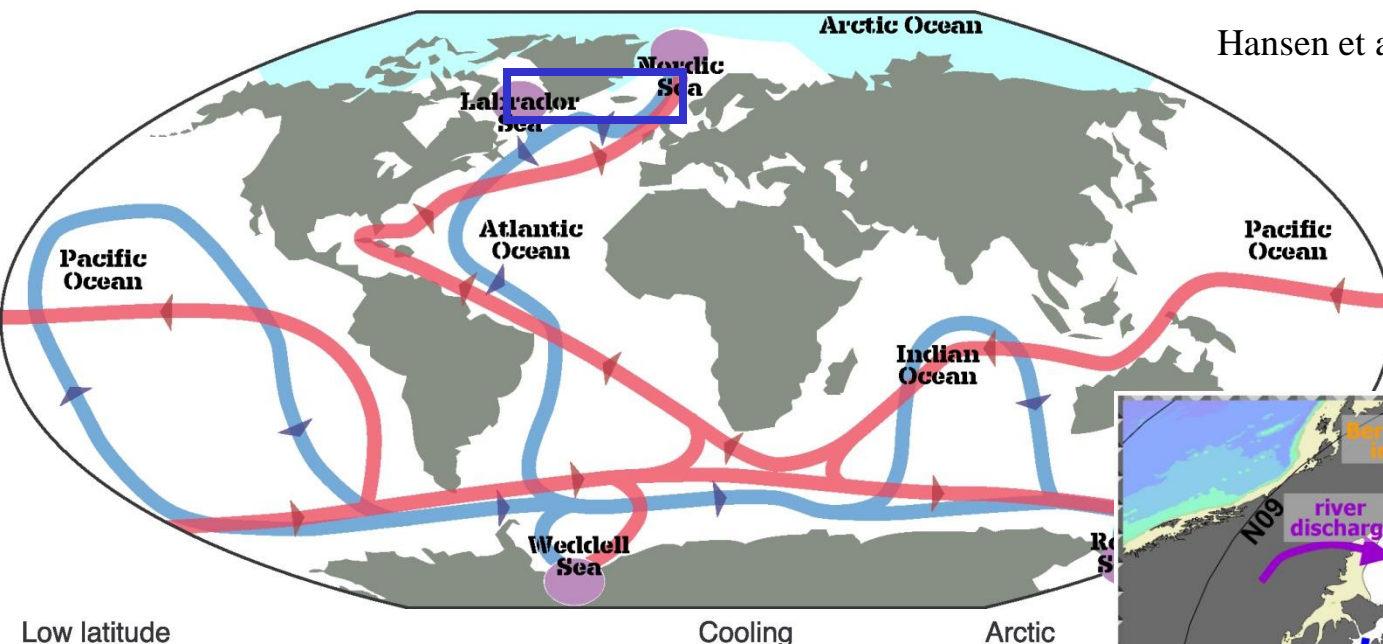 Arctic Ocean
Hansen et a
Nordic
Sea
Labrador
Sea
Atlantic
Ocean
Pacific
Ocean
Pacific
Ocean
Indian
Ocean
Weddell
Sea
N09
river
Low latitude
Cooling
Arctic